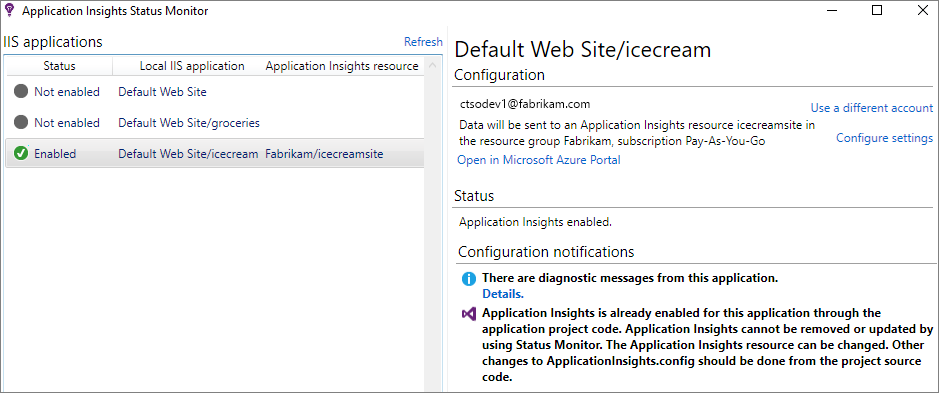 Application Insights Status Monitor
IIS applications
Refresh
Status Local IIS application Application Insights resource
Not enabled Default Web Site
Not enabled Default Web Site/groceries
Enabled Default Web Site/icecream Fabrikam/icecreamsite
Default Web Site/icecream
Configuration
ctsodev1@fabrikam.com
Use a different account
Data will be sent to an Application Insights resource icecreamsite in
the resource group Fabrikam, subscription Pay-As-You-Go
Configure settings
Open in Microsoft Azure Portal
Status
Application Insights enabled.
Configuration notifications
There are diagnostic messages from this application.
Details.
Application Insights is already enabled for this application through the
application project code. Application Insights cannot be removed or updated by
using Status Monitor. The Application Insights resource can be changed. Other
changes to ApplicationInsights.config should be done from the project source
code.